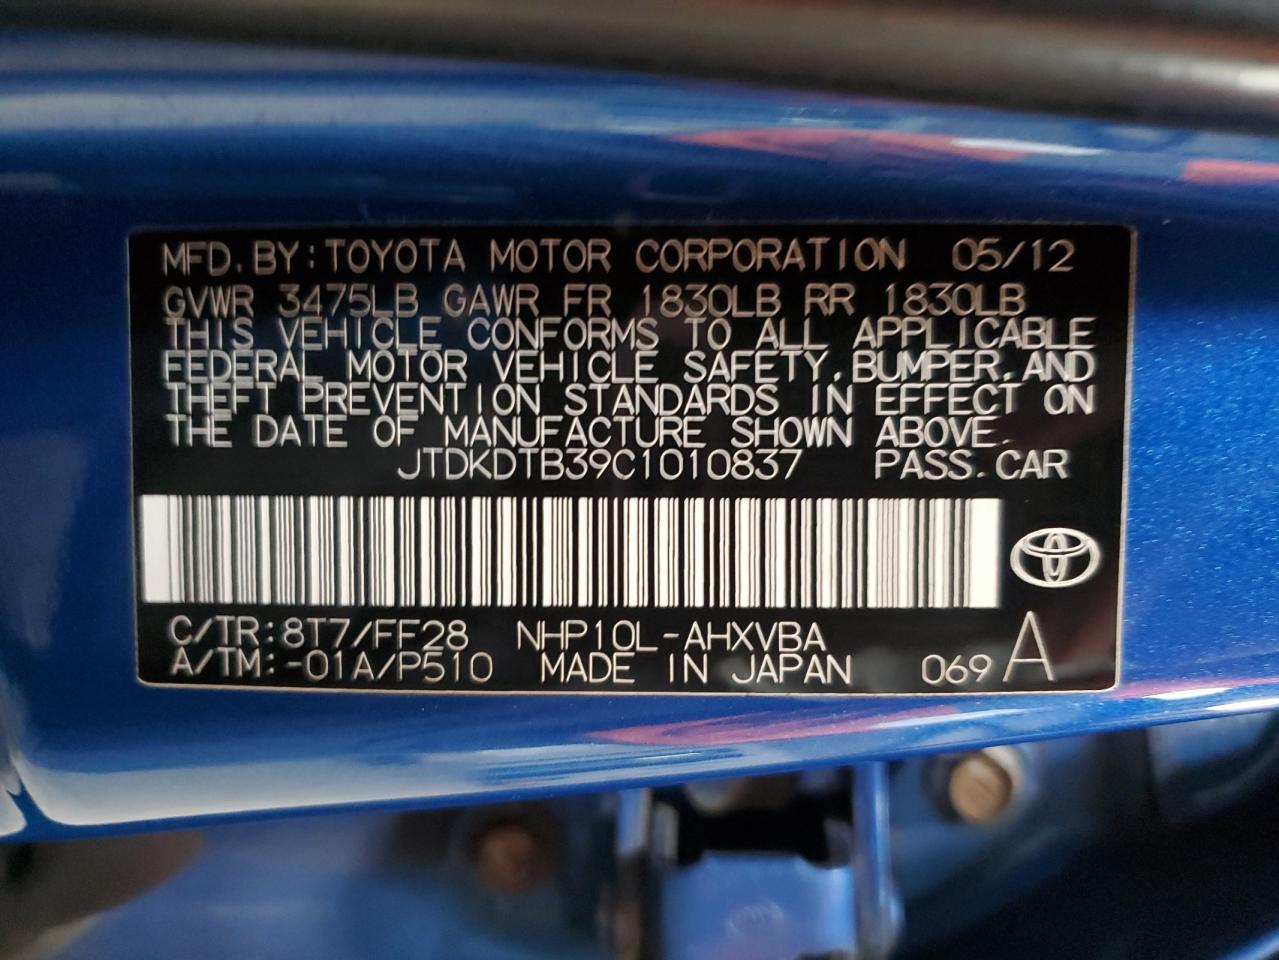 MFD.BY:TOYOTA MOTOR CORPORATION 05/12
GVWR 3475LB GAWR FR 1830LB RR 1830LB
THIS VEHICLE CONFORMS TO ALL APPLICABLE
FEDERAL MOTOR VEHICLE SAFETY,BUMPER,AND
THEFT PREVENTION STANDARDS IN EFFECT ON
THE DATE OF MANUFACTURE SHOWN ABOVE.
JTDKDTB39C1010837 PASS.CAR
C/TR:8T7/FF28 NHP10L-AHXVBA
A/TM:-01A/P510 MADE IN JAPAN 069 A